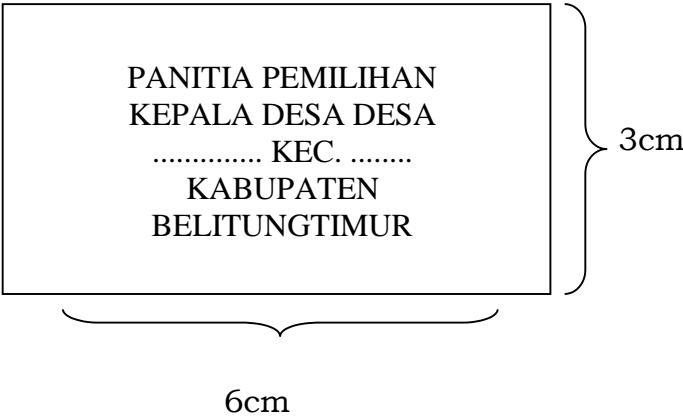 PANITIA PEMILIHAN
KEPALA DESA DESA
.............. KEC. ........
KABUPATEN
BELITUNGTIMUR
3cm
6cm